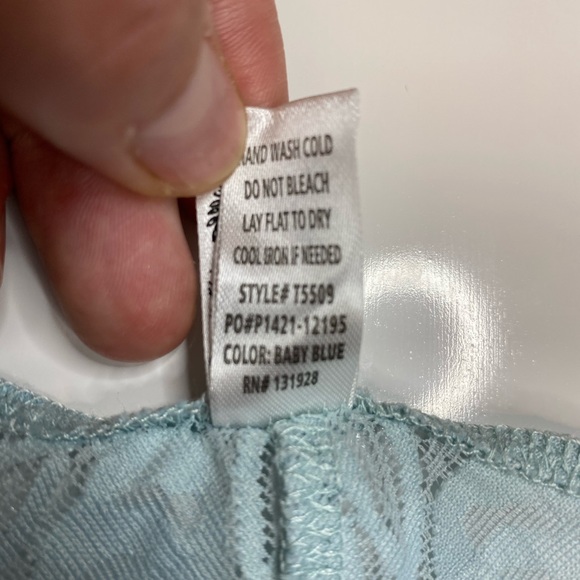 HAND WASH COLD
DO NOT BLEACH
LAY FLAT TO DRY
COOL IRON IF NEEDED
STYLE# T5509
PO#P1421-12195
COLOR: BABY BLUE
RN# 131928